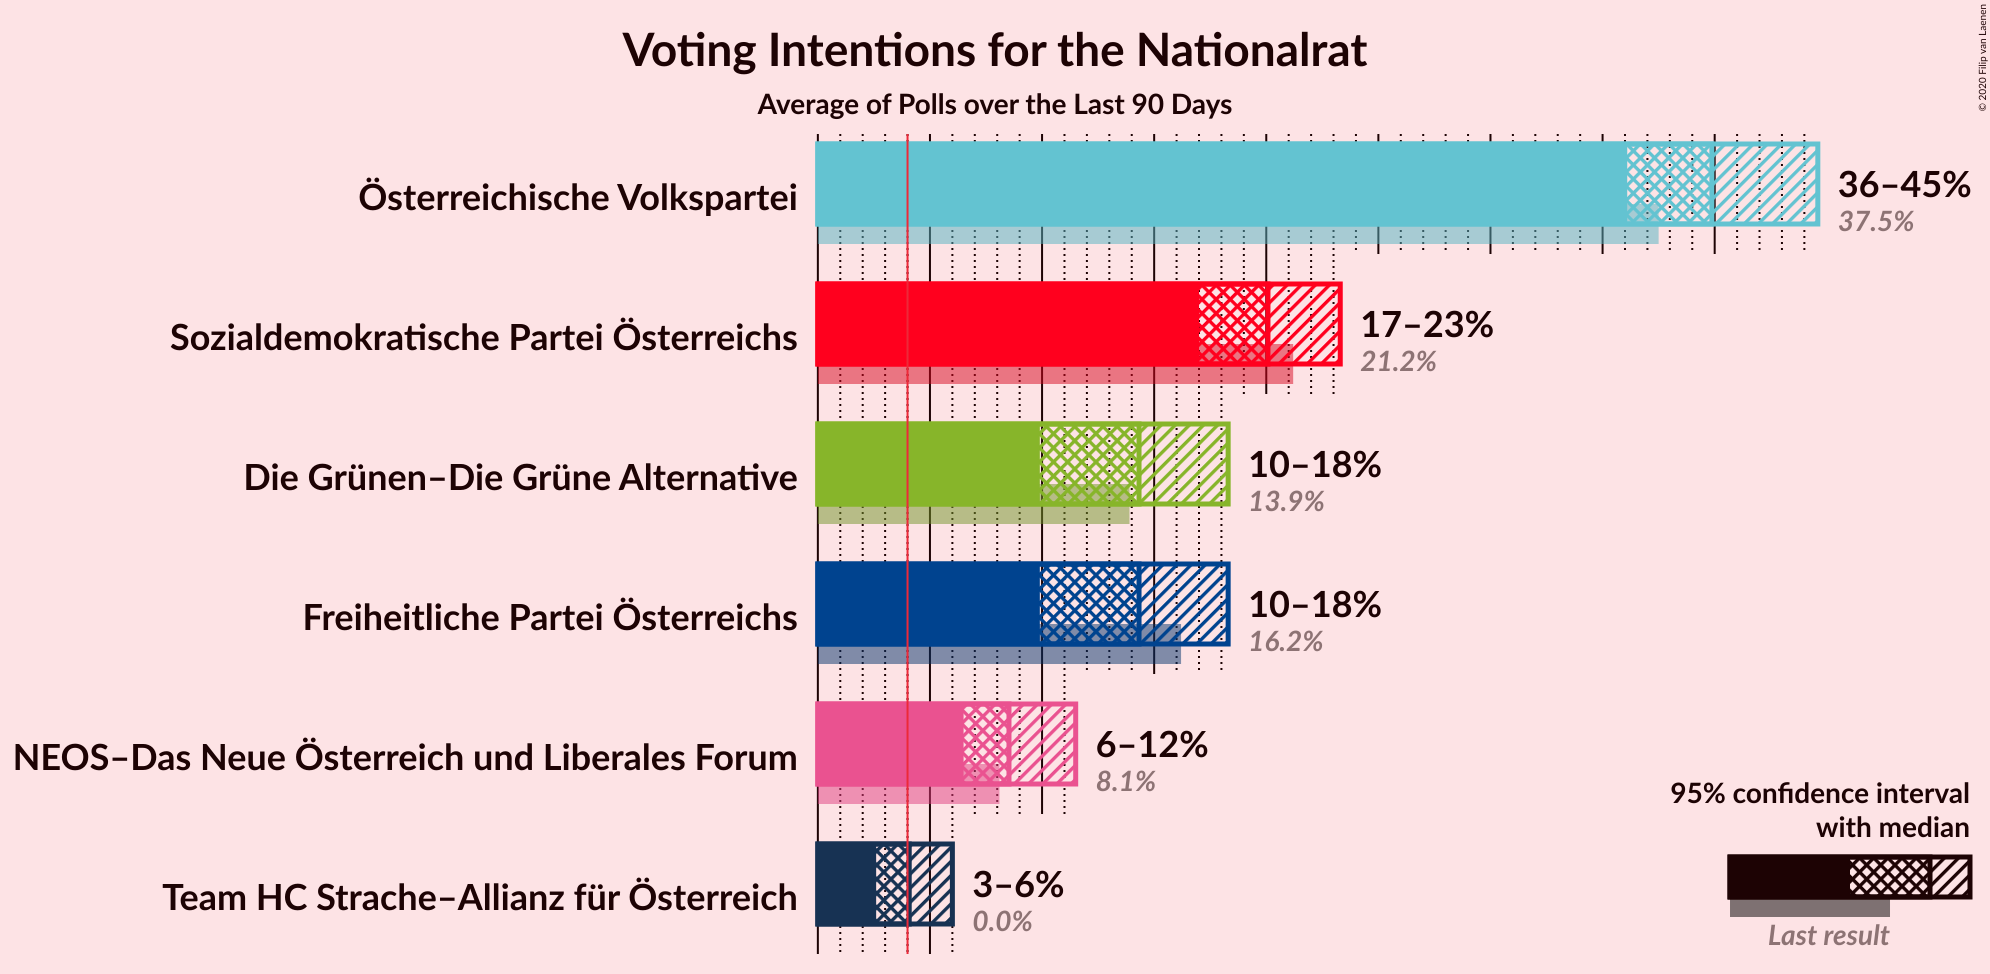 Voting Intentions for the Nationalrat
Average of Polls over the Last 90 Days
© 2020 Filip van Laenen
Österreichische Volkspartei
36–45%
37.5%
Sozialdemokratische Partei Österreichs
17–23%
21.2%
Die Grünen–Die Grüne Alternative
10–18%
13.9%
Freiheitliche Partei Österreichs
10–18%
16.2%
NEOS–Das Neue Österreich und Liberales Forum
6–12%
8.1%
Team HC Strache–Allianz für Österreich
3–6%
0.0%
95% confidence interval
with median
Last result